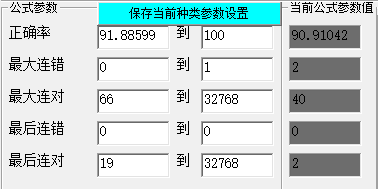 公式参数 保存当前种类参数设置 当前公式参数值
正确率 91.88599 到 100 90.91042
最大连错 0 到 1 2
最大连对 66 到 32768 40
最后连错 0 到 0 0
最后连对 19 到 32768 2